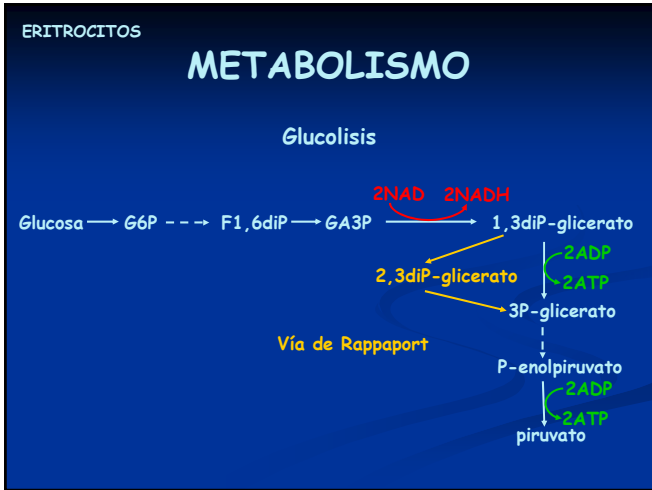 ERITROCITOS
METABOLISMO
Glucolisis
2NAD 2NADH
Glucosa G6P F1,6diP GA3P 1,3diP-glicerato
2ADP
2,3diP-glicerato
2ATP
3P-glicerato
Vía de Rappaport
P-enolpiruvato
2ADP
2ATP
piruvato